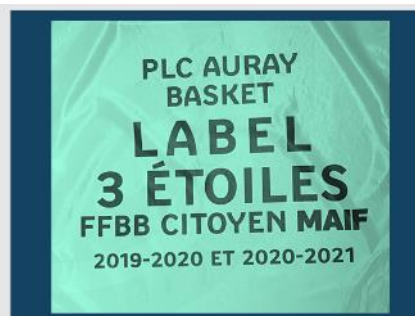 PLC AURAY
BASKET
LABEL
3 ÉTOILES
FFBB CITOYEN MAIF
2019-2020 ET 2020-2021